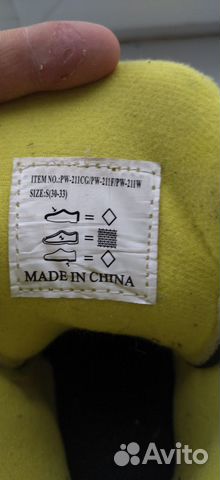 ITEM NO.:PW-211CG/PW-211F/PW-211W
SIZE:S(30-33)
=
=
=
MADE IN CHINA
Avito